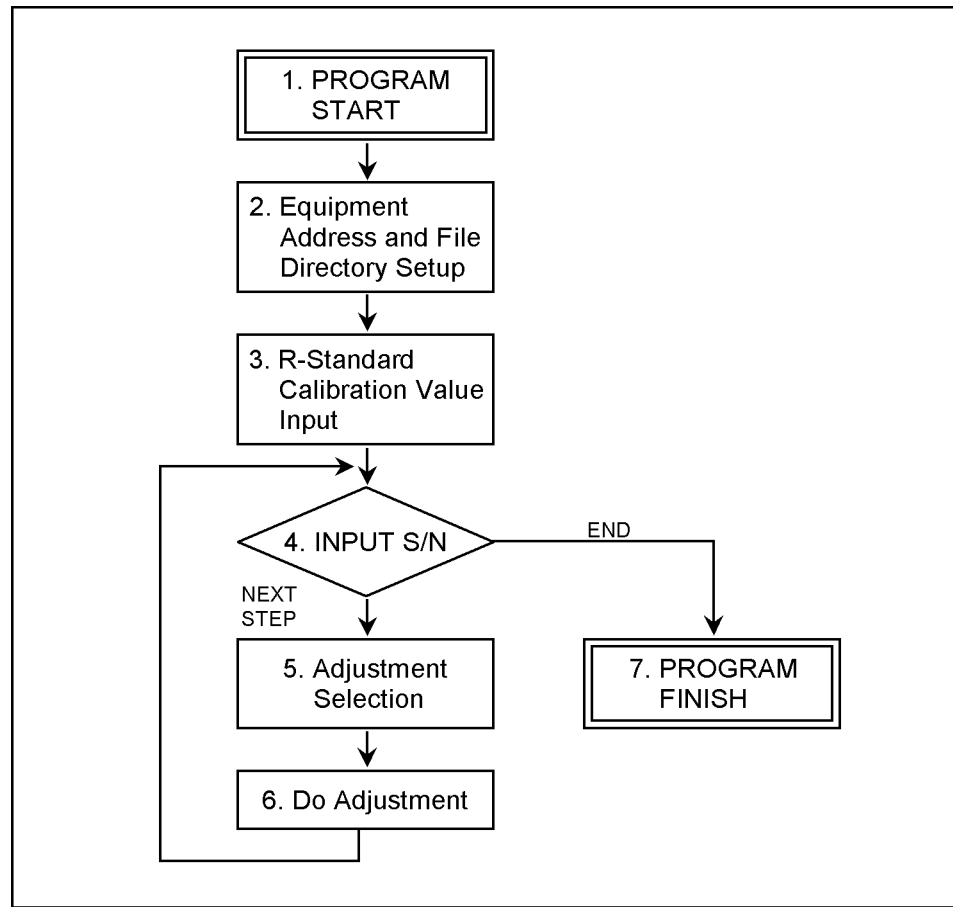 1. PROGRAM
START
2. Equipment
Address and File
Directory Setup
3. R-Standard
Calibration Value
Input
4. INPUT S/N
END
NEXT
STEP
5. Adjustment
Selection
7. PROGRAM
FINISH
6. Do Adjustment